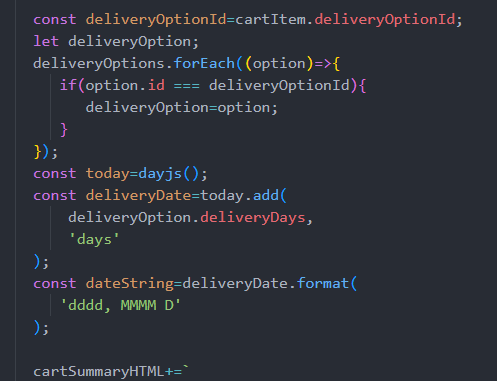 const deliveryOptionId=cartItem.deliveryOptionId;
let deliveryOption;
deliveryOptions.forEach((option)=>{
if(option.id === deliveryOptionId){
deliveryOption=option;
}
});
const today=dayjs();
const deliveryDate=today.add(
deliveryOption.deliveryDays,
'days'
);
const dateString=deliveryDate.format(
'dddd, MMMM D'
);
cartSummaryHTML+=`